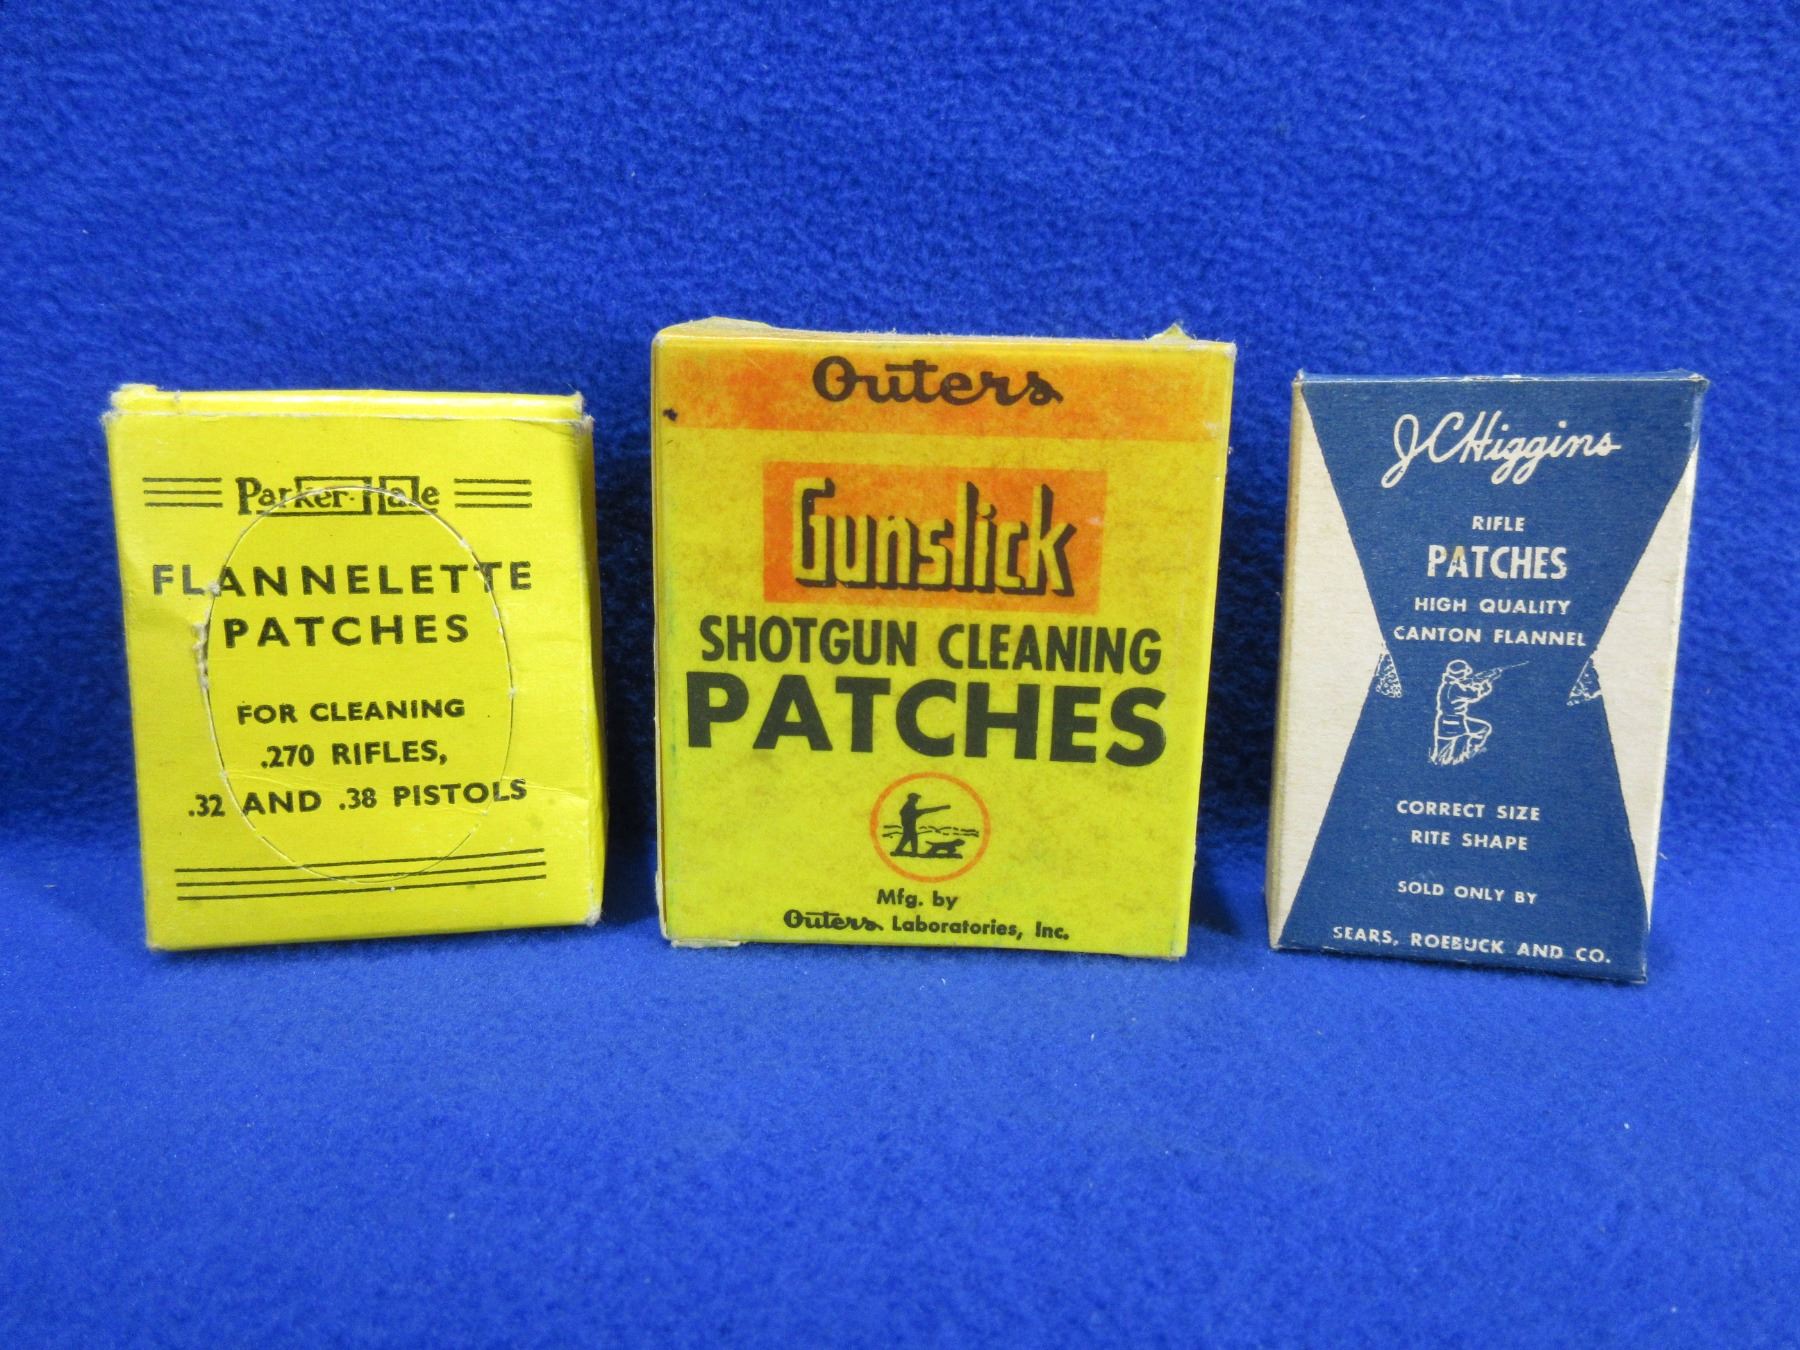 Parker-Hale
FLANNELETTE
PATCHES
FOR CLEANING
.270 RIFLES,
.32 AND .38 PISTOLS
Outers
Gunslick
SHOTGUN CLEANING
PATCHES
Mfg. by
Outers Laboratories, Inc.
JC Higgins
RIFLE
PATCHES
HIGH QUALITY
CANTON FLANNEL
CORRECT SIZE
RITE SHAPE
SOLD ONLY BY
SEARS, ROEBUCK AND CO.